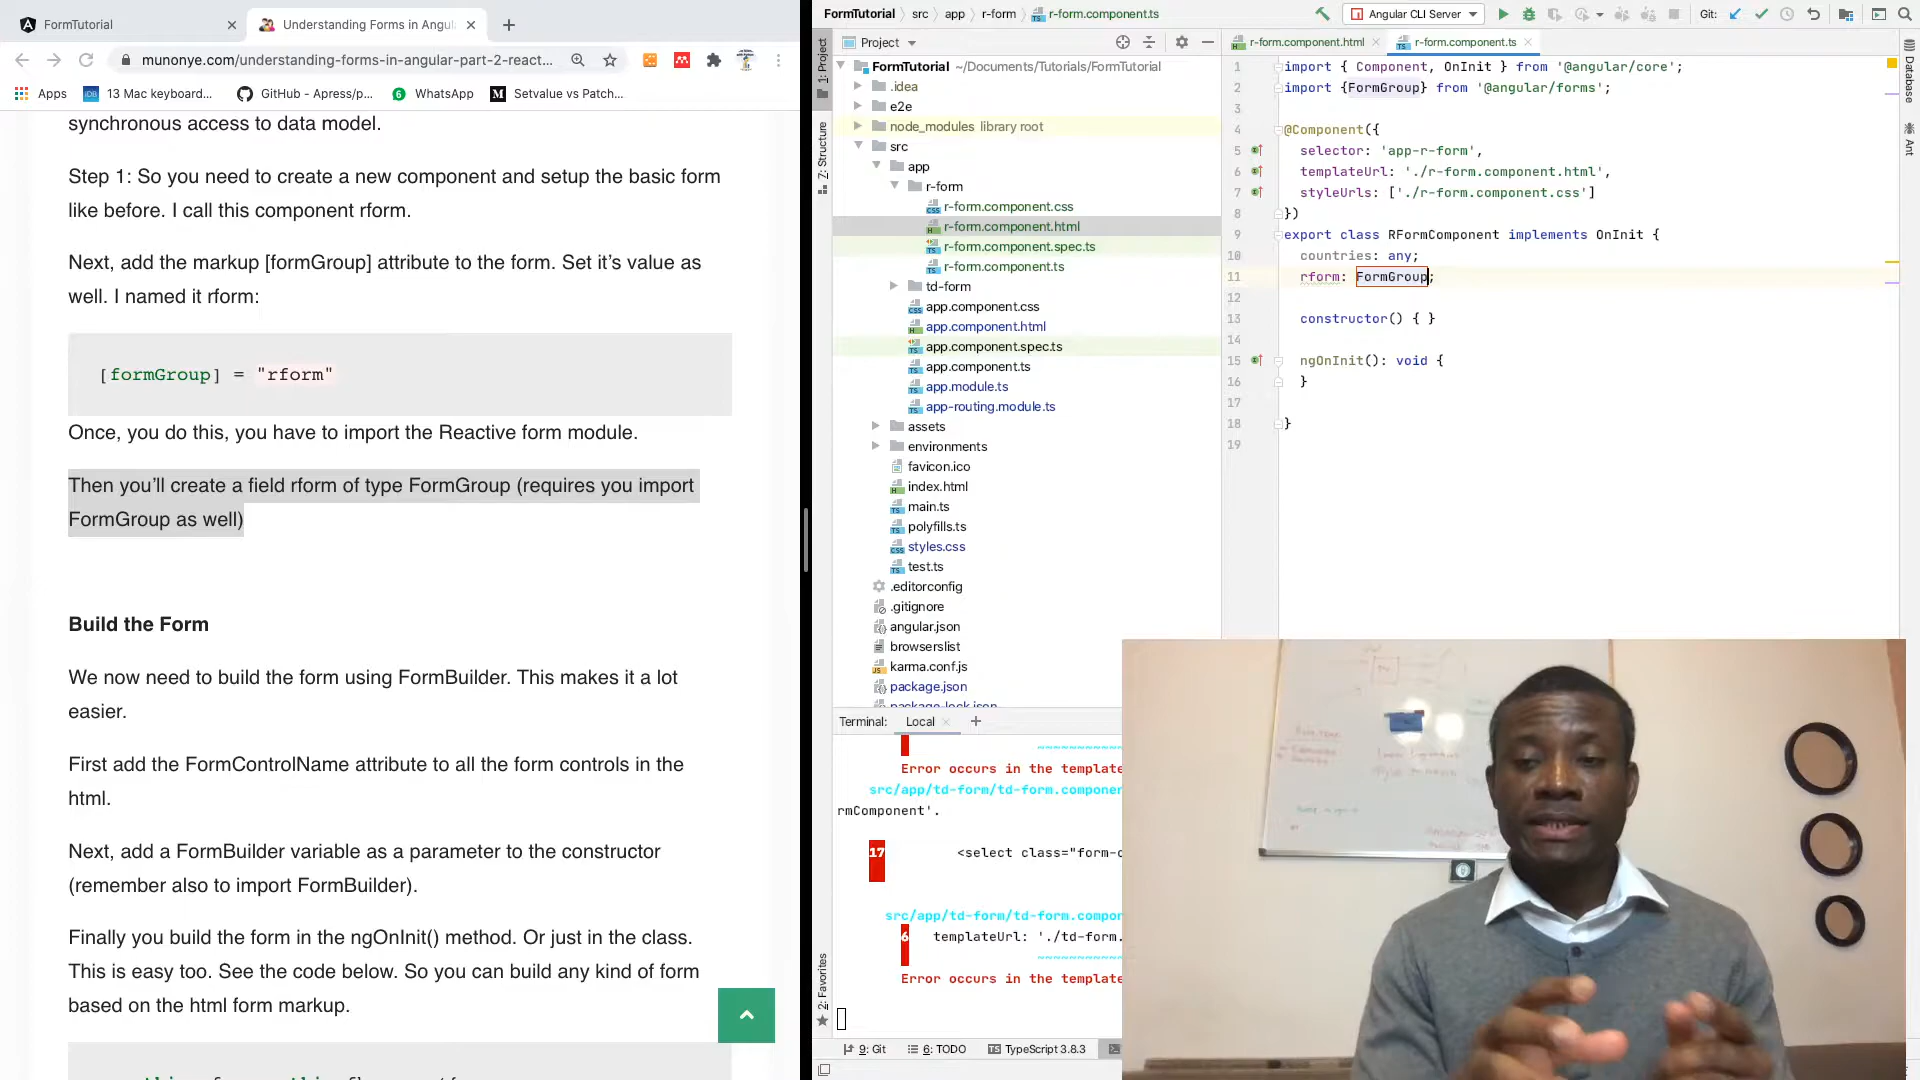 FormTutorial
Understanding Forms in Angul
munonye.com/understanding-forms-in-angular-part-2-react...
Apps
13 Mac keyboard...
GitHub - Apress/p...
WhatsApp
Setvalue vs Patch...
synchronous access to data model.
Step 1: So you need to create a new component and setup the basic form
like before. I call this component rform.
Next, add the markup [formGroup] attribute to the form. Set it's value as
well. I named it rform:
[formGroup] = "rform"
Once, you do this, you have to import the Reactive form module.
Then you'll create a field rform of type FormGroup (requires you import
FormGroup as well)
Build the Form
We now need to build the form using FormBuilder. This makes it a lot
easier.
First add the FormControlName attribute to all the form controls in the
html.
Next, add a FormBuilder variable as a parameter to the constructor
(remember also to import FormBuilder).
Finally you build the form in the ngOnInit() method. Or just in the class.
This is easy too. See the code below. So you can build any kind of form
based on the html form markup.
FormTutorial
src
app
r-form
r-form.component.ts
Angular CLI Server
Git:
1: Project
Z: Structure
2: Favorites
Project
FormTutorial ~/Documents/Tutorials/FormTutorial
.idea
e2e
node_modules library root
src
app
r-form
r-form.component.css
r-form.component.html
r-form.component.spec.ts
r-form.component.ts
td-form
app.component.css
app.component.html
app.component.spec.ts
app.component.ts
app.module.ts
app-routing.module.ts
assets
environments
favicon.ico
index.html
main.ts
polyfills.ts
styles.css
test.ts
.editorconfig
.gitignore
angular.json
browserslist
karma.conf.js
package.json
package-lock.json
r-form.component.html
r-form.component.ts
1 import { Component, OnInit } from '@angular/core';
2 import {FormGroup} from '@angular/forms';
3
4 @Component({
5 selector: 'app-r-form',
6 templateUrl: './r-form.component.html',
7 styleUrls: ['./r-form.component.css']
8 })
9 export class RFormComponent implements OnInit {
10 countries: any;
11 rform: FormGroup;
12
13 constructor() { }
14
15 ngOnInit(): void {
16 }
17
18 }
19
Database
Ant
Terminal: Local
Error occurs in the template
src/app/td-form/td-form.component
rmComponent'.
17 <select class="form-c
src/app/td-form/td-form.compon
6 templateUrl: './td-form.
Error occurs in the template
9: Git
6: TODO
TypeScript 3.8.3